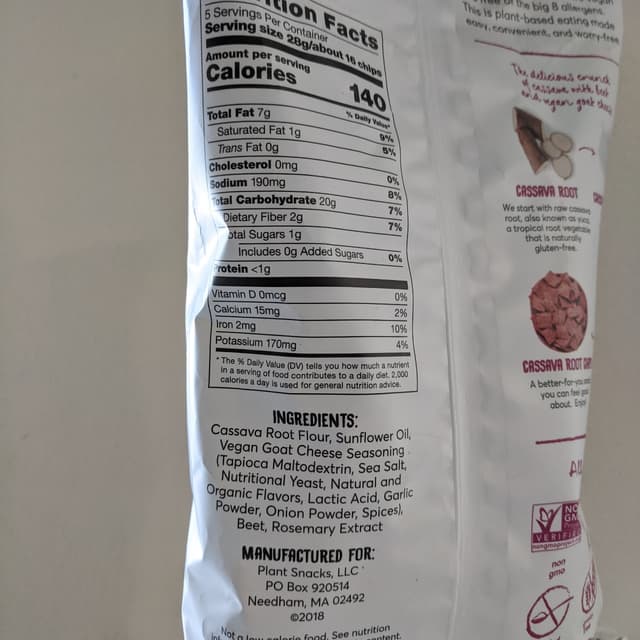 Nutrition Facts
5 Servings Per Container
Serving size 28g/about 16 chips
Amount per serving
Calories 140
% Daily Value*
Total Fat 7g 9%
Saturated Fat 1g 5%
Trans Fat 0g
Cholesterol 0mg 0%
Sodium 190mg 8%
Total Carbohydrate 20g 7%
Dietary Fiber 2g 7%
Total Sugars 1g
Includes 0g Added Sugars 0%
Protein <1g
Vitamin D 0mcg 0%
Calcium 15mg 2%
Iron 2mg 10%
Potassium 170mg 4%
* The % Daily Value (DV) tells you how much a nutrient
in a serving of food contributes to a daily diet. 2,000
calories a day is used for general nutrition advice.
INGREDIENTS:
Cassava Root Flour, Sunflower Oil,
Vegan Goat Cheese Seasoning
(Tapioca Maltodextrin, Sea Salt,
Nutritional Yeast, Natural and
Organic Flavors, Lactic Acid, Garlic
Powder, Onion Powder, Spices),
Beet, Rosemary Extract
MANUFACTURED FOR:
Plant Snacks, LLC
PO Box 920514
Needham, MA 02492
©2018
Not a low calorie food. See nutrition
content.
of the big 8 allergens.
This is plant-based eating made
easy, convenient, and worry-free
The delicious crunch
of cassava with beet
and vegan goat cheese
CASSAVA ROOT
We start with raw cassava
root, also known as yuca,
a tropical root vegetable
that is naturally
gluten-free.
CASSAVA ROOT
A better-for-you
you can feel good
about. Enjoy
NON
GMO
Project
VERIFIED
nongmoproject
non
gmo